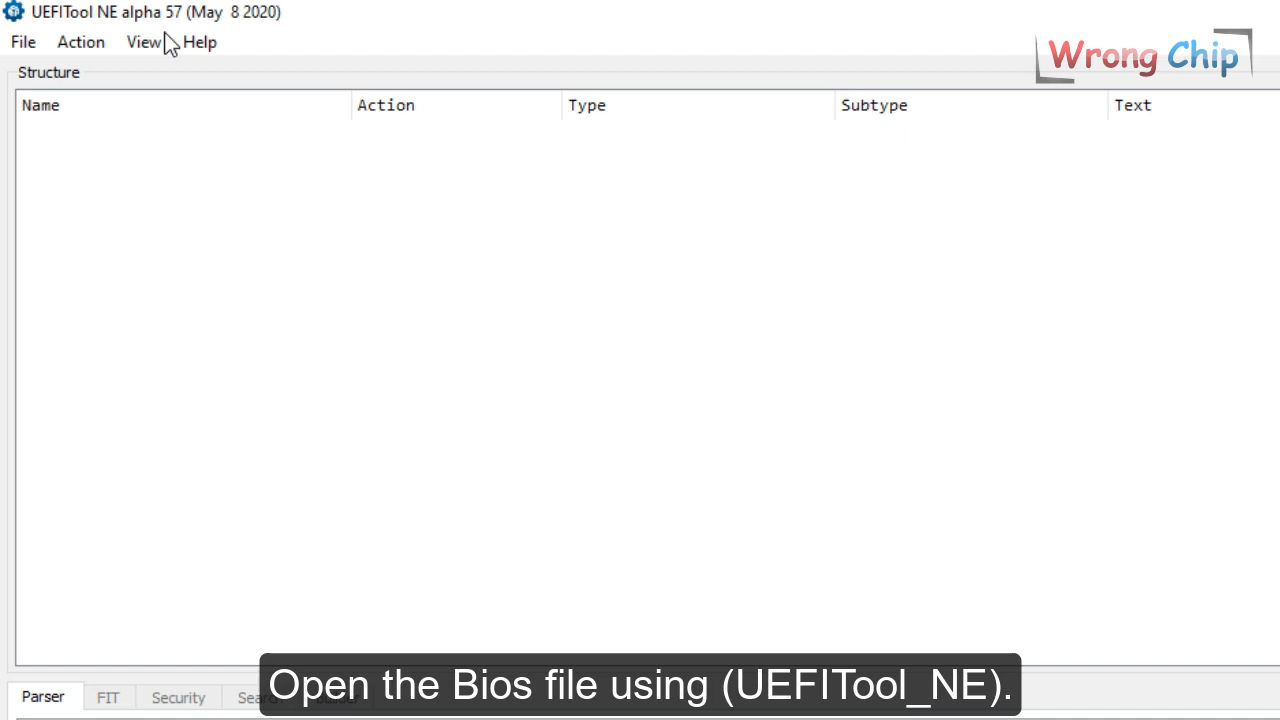 UEFITool NE alpha 57 (May 8 2020)
File Action View Help
Wrong Chip
Structure
Name Action Type Subtype Text
Parser FIT Security
Open the Bios file using (UEFITool_NE).